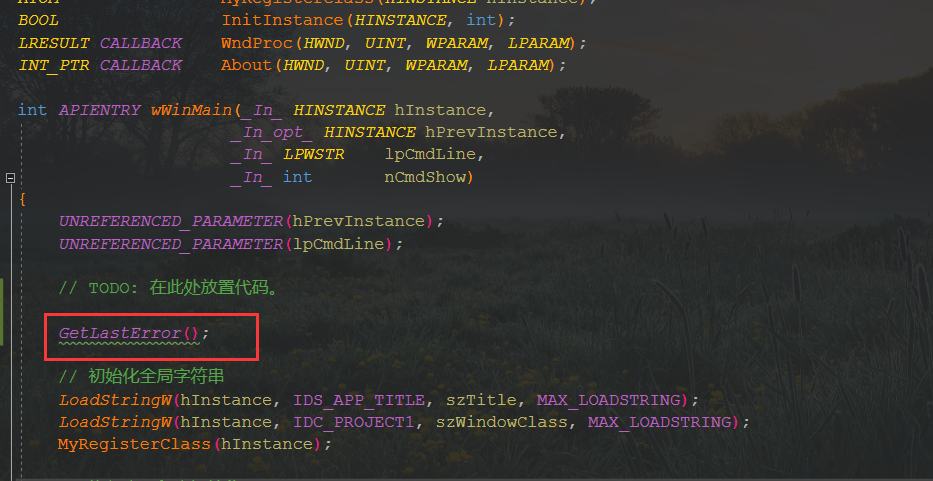 MyRegisterClass(HINSTANCE hInstance);
BOOL InitInstance(HINSTANCE, int);
LRESULT CALLBACK WndProc(HWND, UINT, WPARAM, LPARAM);
INT_PTR CALLBACK About(HWND, UINT, WPARAM, LPARAM);
int APIENTRY wWinMain(_In_ HINSTANCE hInstance,
_In_opt_ HINSTANCE hPrevInstance,
_In_ LPWSTR lpCmdLine,
_In_ int nCmdShow)
{
UNREFERENCED_PARAMETER(hPrevInstance);
UNREFERENCED_PARAMETER(lpCmdLine);
// TODO: 在此处放置代码。
GetLastError();
// 初始化全局字符串
LoadStringW(hInstance, IDS_APP_TITLE, szTitle, MAX_LOADSTRING);
LoadStringW(hInstance, IDC_PROJECT1, szWindowClass, MAX_LOADSTRING);
MyRegisterClass(hInstance);